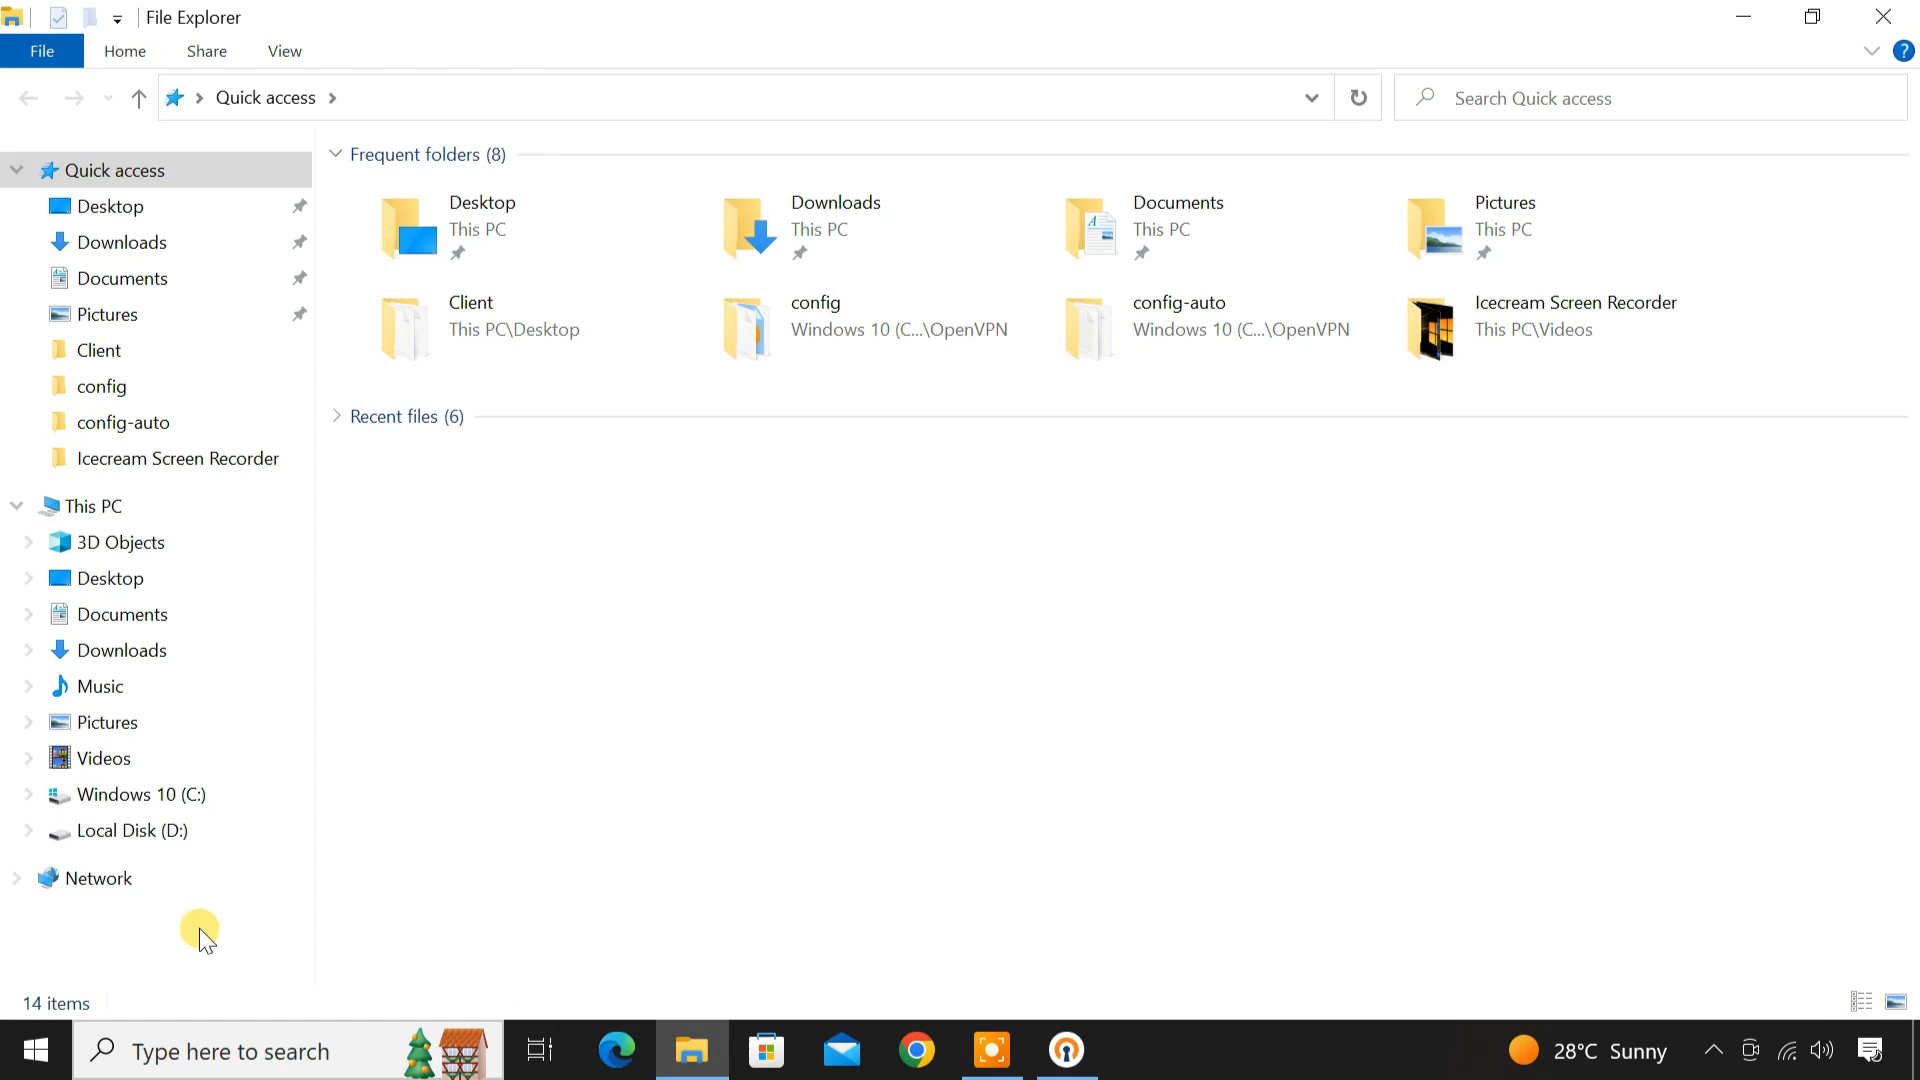 File Explorer
File Home Share View
Quick access
Search Quick access
Quick access
Desktop
Downloads
Documents
Pictures
Client
config
config-auto
Icecream Screen Recorder
This PC
3D Objects
Desktop
Documents
Downloads
Music
Pictures
Videos
Windows 10 (C:)
Local Disk (D:)
Network
Frequent folders (8)
Desktop
This PC
Downloads
This PC
Documents
This PC
Pictures
This PC
Client
This PC\Desktop
config
Windows 10 (C...\OpenVPN
config-auto
Windows 10 (C...\OpenVPN
Icecream Screen Recorder
This PC\Videos
Recent files (6)
14 items
Type here to search
28°C Sunny